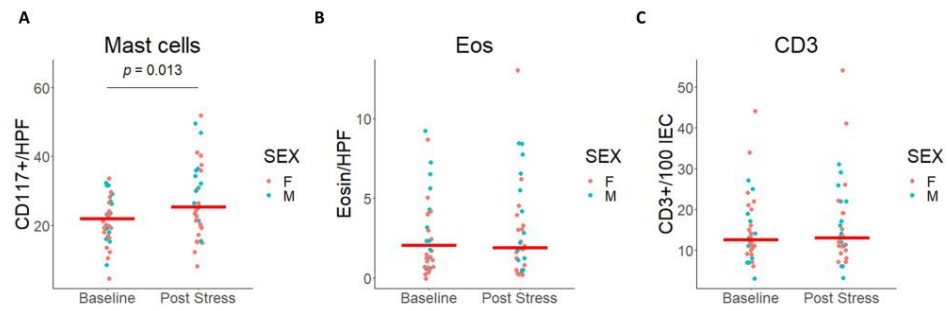 A
Mast cells
p = 0.013
CD117+/HPF
60
40
20
Baseline
Post Stress
SEX
F
M
B
Eos
Eosin/HPF
10
5
0
Baseline
Post Stress
SEX
F
M
C
CD3
CD3+/100 IEC
50
40
30
20
10
Baseline
Post Stress
SEX
F
M